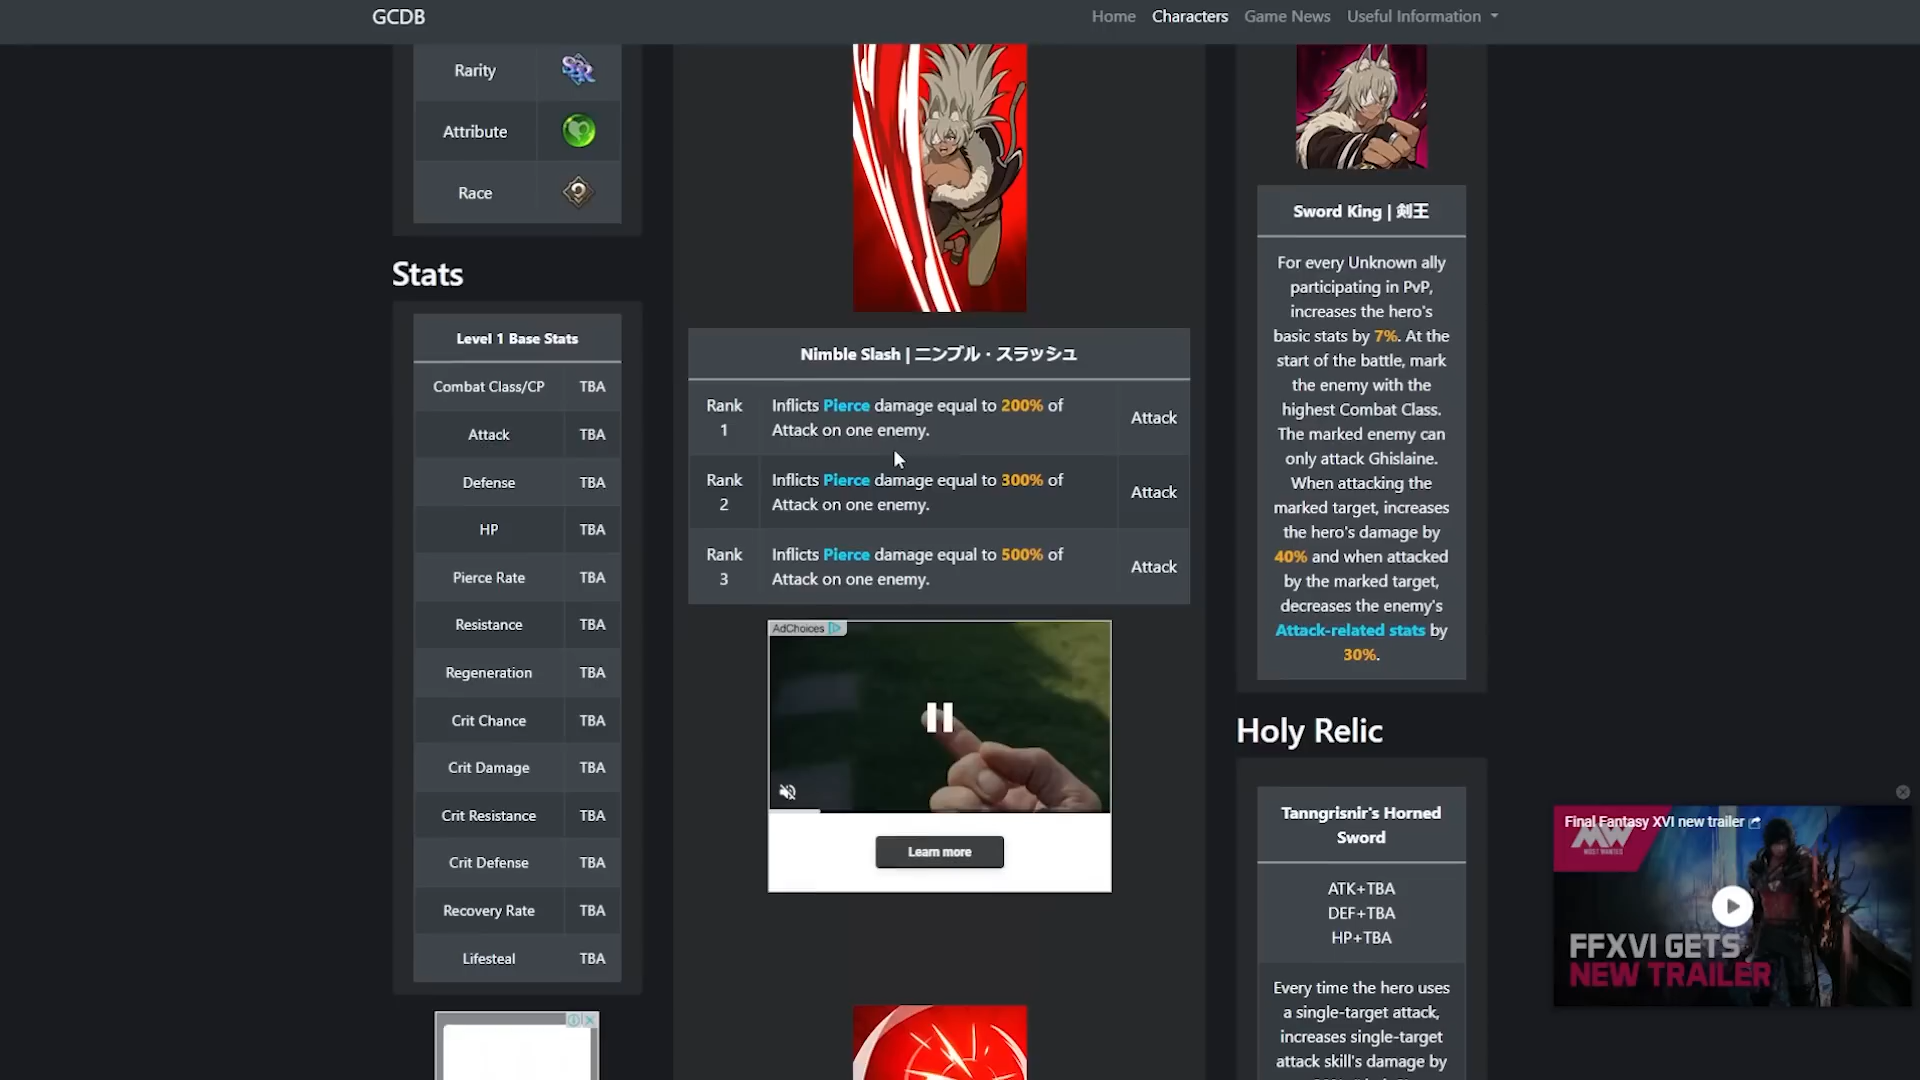 GCDB
Home
Characters
Game News
Useful Information
Rarity
SSR
Attribute
Race
Stats
Level 1 Base Stats
Combat Class/CP TBA
Attack TBA
Defense TBA
HP TBA
Pierce Rate TBA
Resistance TBA
Regeneration TBA
Crit Chance TBA
Crit Damage TBA
Crit Resistance TBA
Crit Defense TBA
Recovery Rate TBA
Lifesteal TBA
Nimble Slash | ニンブル・スラッシュ
Rank
1
Inflicts Pierce damage equal to 200% of
Attack on one enemy.
Attack
Rank
2
Inflicts Pierce damage equal to 300% of
Attack on one enemy.
Attack
Rank
3
Inflicts Pierce damage equal to 500% of
Attack on one enemy.
Attack
AdChoices
Learn more
Sword King | 剣王
For every Unknown ally
participating in PvP,
increases the hero's
basic stats by 7%. At the
start of the battle, mark
the enemy with the
highest Combat Class.
The marked enemy can
only attack Ghislaine.
When attacking the
marked target, increases
the hero's damage by
40% and when attacked
by the marked target,
decreases the enemy's
Attack-related stats by
30%.
Holy Relic
Tanngrisnir's Horned
Sword
ATK+TBA
DEF+TBA
HP+TBA
Every time the hero uses
a single-target attack,
increases single-target
attack skill's damage by
Final Fantasy XVI new trailer
MW
MOST WANTED
FFXVI GETS
NEW TRAILER